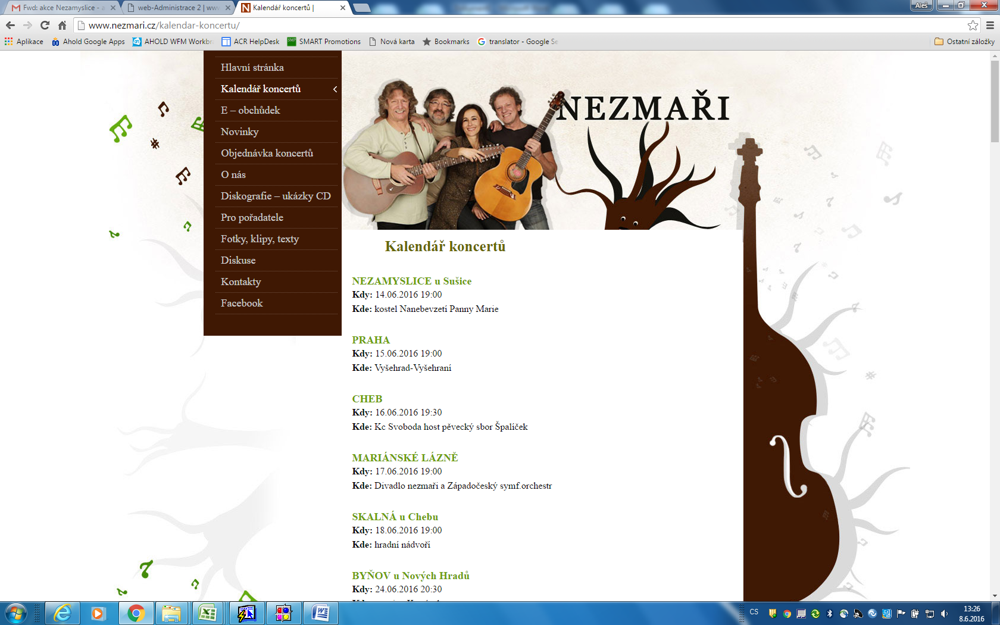 Fwd: akce Nezamyslice - a
web-Administrace 2 | www
Kalendář koncertů |
Aleš
www.nezmari.cz/kalendar-koncertu/
Aplikace
Ahold Google Apps
AHOLD WFM Workbr
ACR HelpDesk
SMP
SMART Promotions
Nová karta
Bookmarks
translator - Google Se
Ostatní záložky
Hlavní stránka
Kalendář koncertů
E – obchůdek
Novinky
Objednávka koncertů
O nás
Diskografie – ukázky CD
Pro pořadatele
Fotky, klipy, texty
Diskuse
Kontakty
Facebook
NEZMAŘI
Kalendář koncertů
NEZAMYSLICE u Sušice
Kdy: 14.06.2016 19:00
Kde: kostel Nanebevzetí Panny Marie
PRAHA
Kdy: 15.06.2016 19:00
Kde: Vyšehrad-Vyšehraní
CHEB
Kdy: 16.06.2016 19:30
Kde: Kc Svoboda host pěvecký sbor Špalíček
MARIÁNSKÉ LÁZNĚ
Kdy: 17.06.2016 19:00
Kde: Divadlo nezmaři a Západočeský symf.orchestr
SKALNÁ u Chebu
Kdy: 18.06.2016 19:00
Kde: hradní nádvoří
BYŇOV u Nových Hradů
Kdy: 24.06.2016 20:30
CS
13:26
8.6.2016